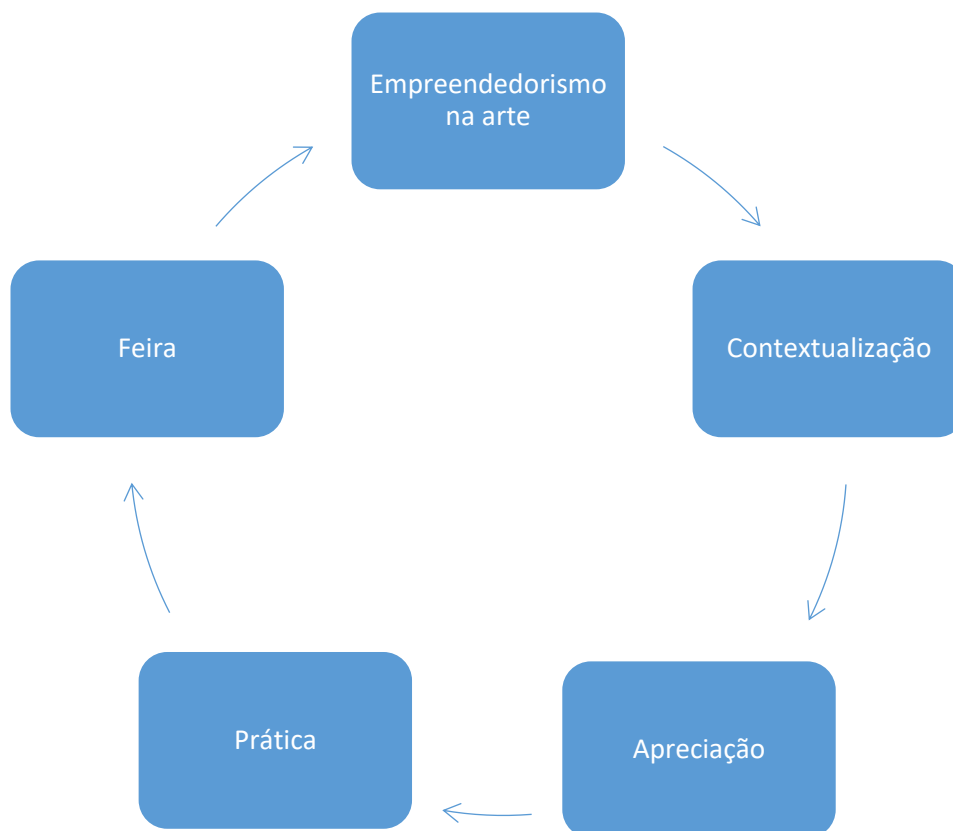 Empreendedorismo
na arte
Contextualização
Apreciação
Prática
Feira